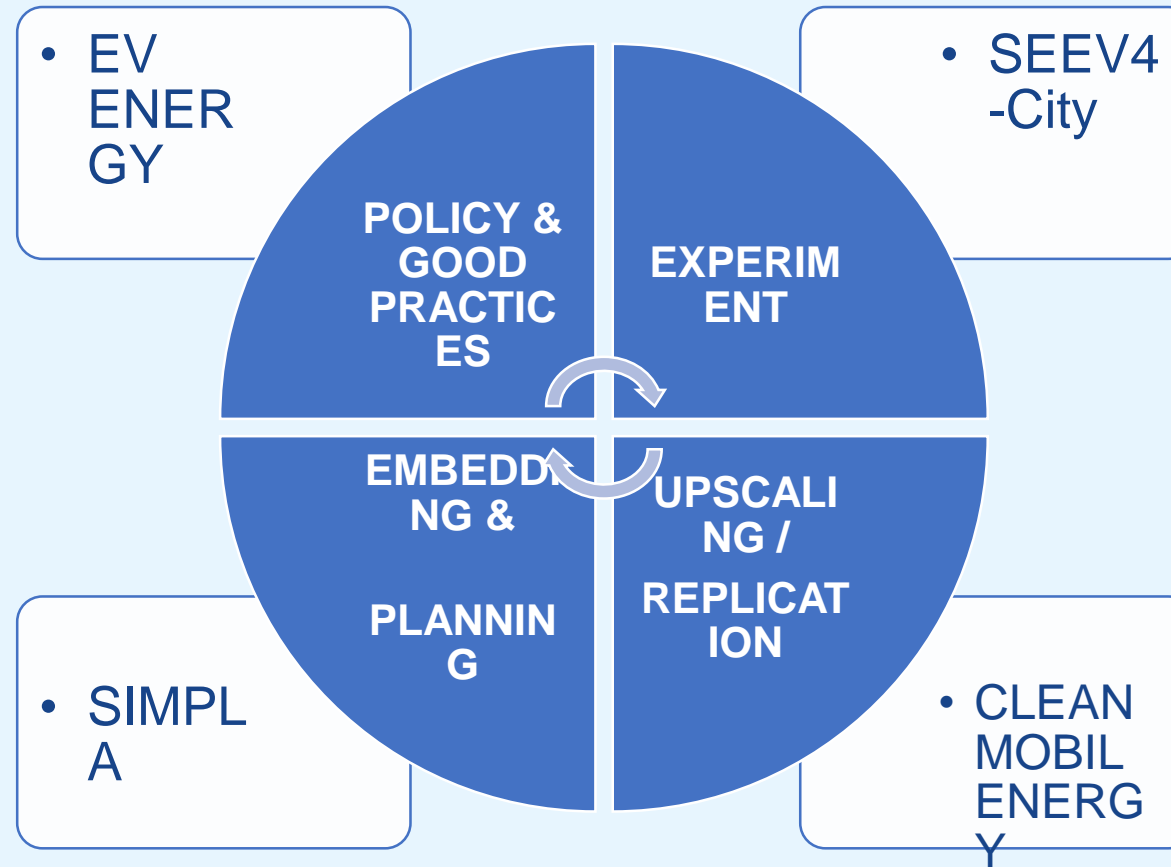 • EV
ENER
GY
• SEEV4
-City
POLICY &
GOOD
PRACTIC
ES
EXPERIM
ENT
EMBEDDI
NG &
PLANNIN
G
UPSCALI
NG /
REPLICAT
ION
• SIMPL
A
• CLEAN
MOBIL
ENERG
Y